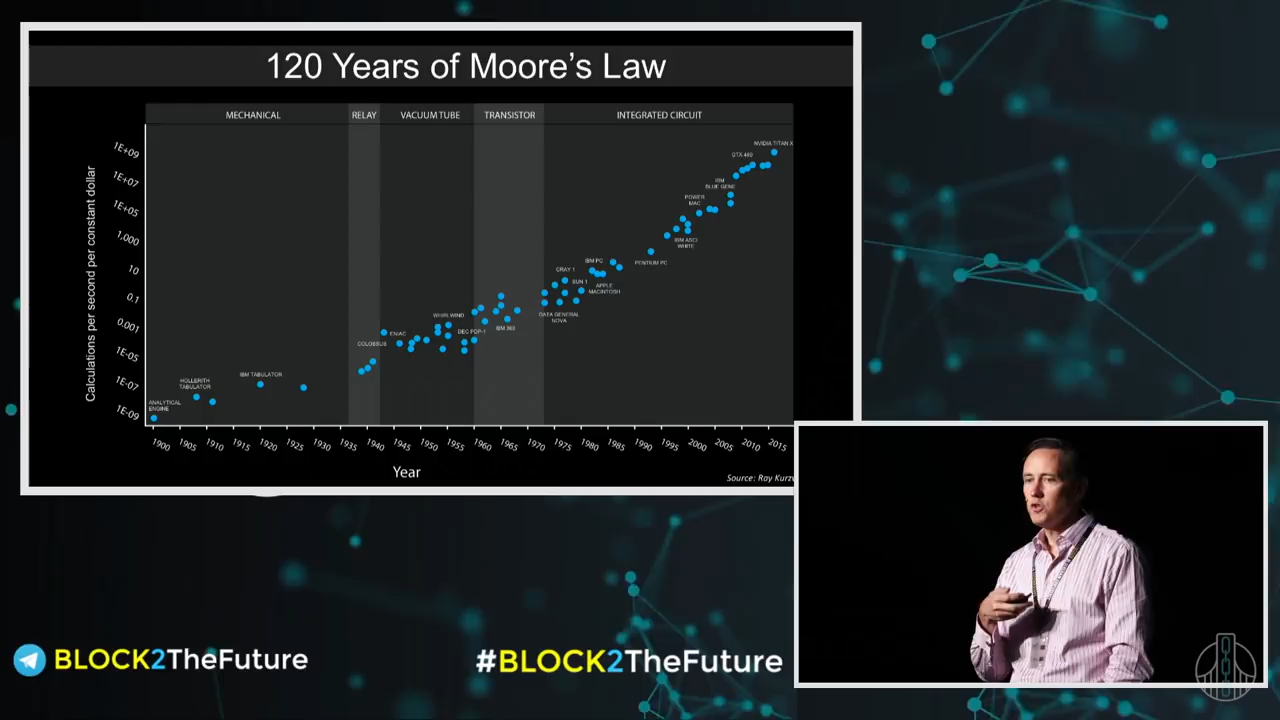 120 Years of Moore's Law
MECHANICAL
RELAY
VACUUM TUBE
TRANSISTOR
INTEGRATED CIRCUIT
Calculations per second per constant dollar
1E+09
1E+07
1E+05
1,000
10
0.1
0.001
1E-05
1E-07
1E-09
ANALYTICAL
ENGINE
HOLLERITH
TABULATOR
IBM TABULATOR
COLOSSUS
ENIAC
WHIRLWIND
DEC PDP-1
IBM 360
DATA GENERAL
NOVA
CRAY 1
SUN 1
IBM PC
APPLE
MACINTOSH
PENTIUM PC
IBM ASCI
WHITE
POWER
MAC
IBM
BLUE GENE
GTX 480
NVIDIA TITAN X
1900
1905
1910
1915
1920
1925
1930
1935
1940
1945
1950
1955
1960
1965
1970
1975
1980
1985
1990
1995
2000
2005
2010
2015
Year
Source: Ray Kurz
BLOCK2TheFuture
#BLOCK2TheFuture